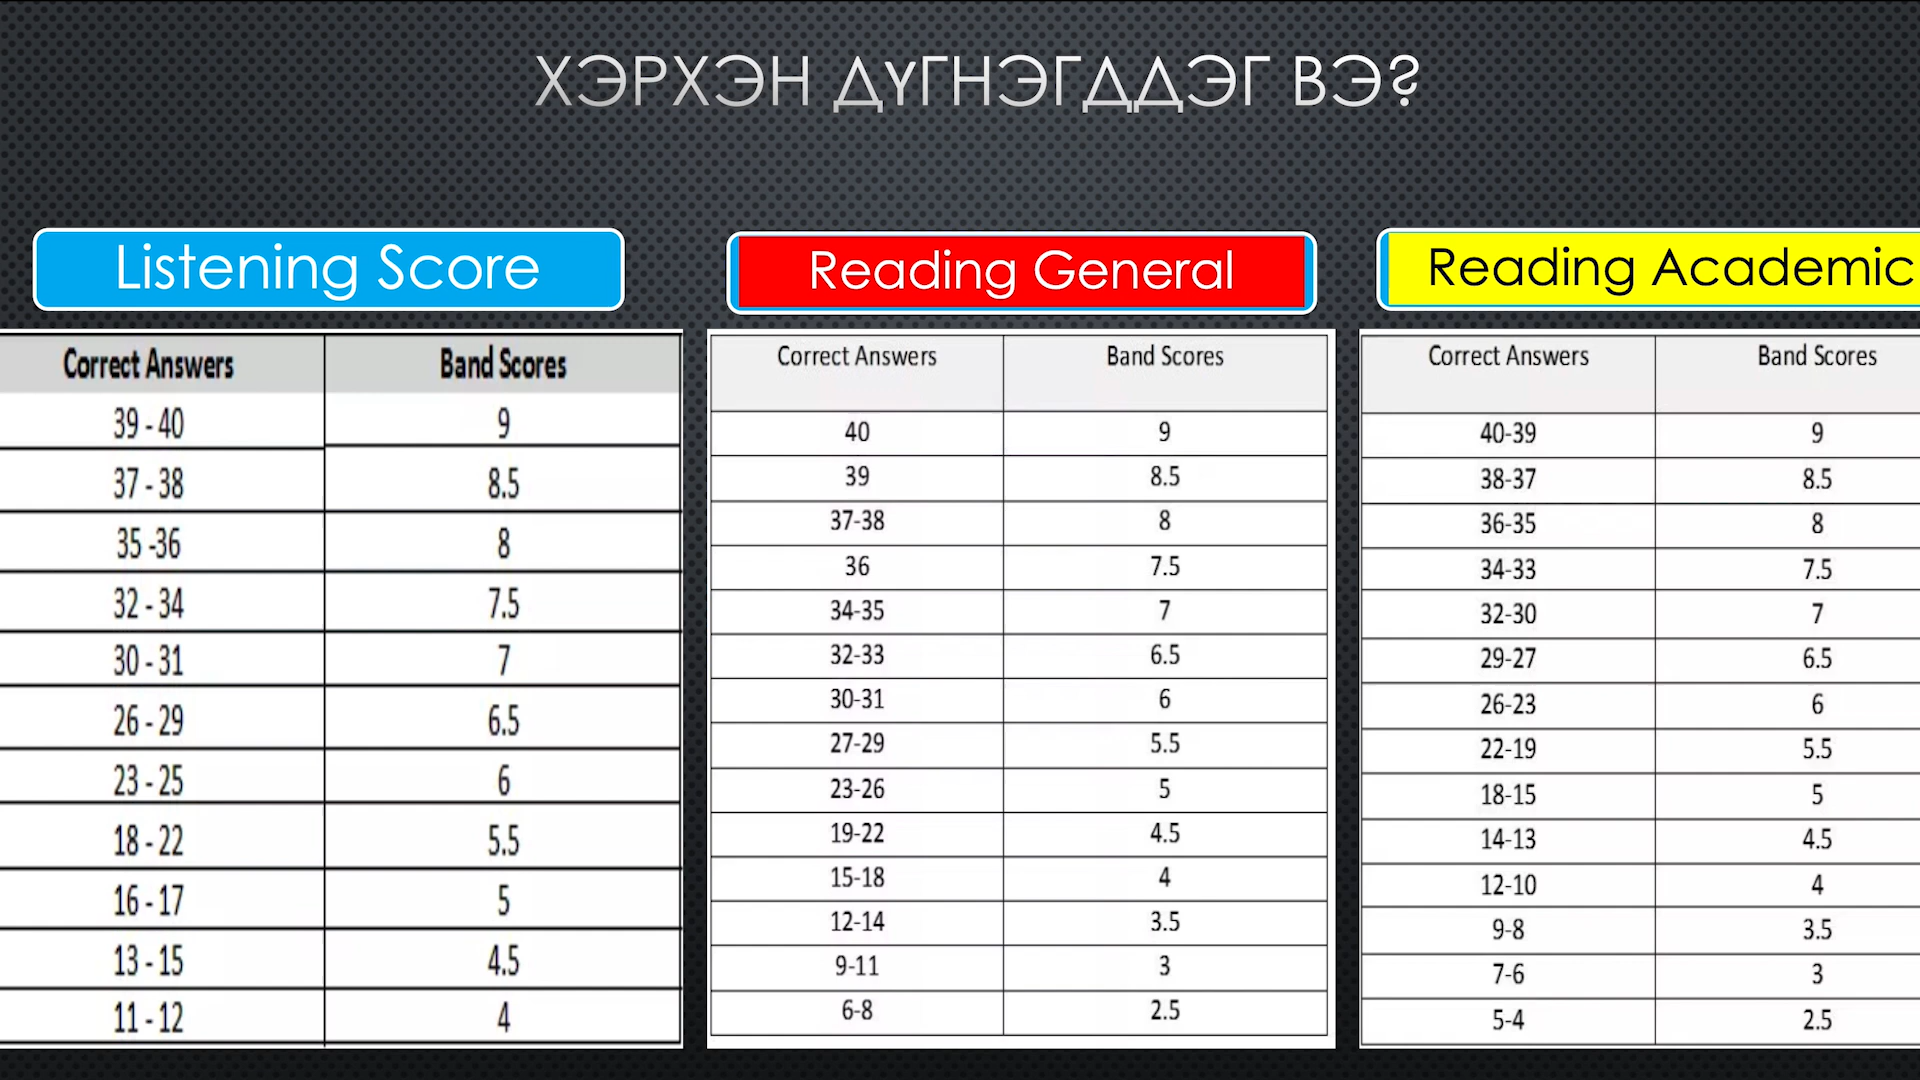 ХЭРХЭН ДҮГНЭГДДЭГ ВЭ?
Listening Score
Correct Answers Band Scores
39 - 40 9
37 - 38 8.5
35 -36 8
32 - 34 7.5
30 - 31 7
26 - 29 6.5
23 - 25 6
18 - 22 5.5
16 - 17 5
13 - 15 4.5
11 - 12 4
Reading General
Correct Answers Band Scores
40 9
39 8.5
37-38 8
36 7.5
34-35 7
32-33 6.5
30-31 6
27-29 5.5
23-26 5
19-22 4.5
15-18 4
12-14 3.5
9-11 3
6-8 2.5
Reading Academic
Correct Answers Band Scores
40-39 9
38-37 8.5
36-35 8
34-33 7.5
32-30 7
29-27 6.5
26-23 6
22-19 5.5
18-15 5
14-13 4.5
12-10 4
9-8 3.5
7-6 3
5-4 2.5